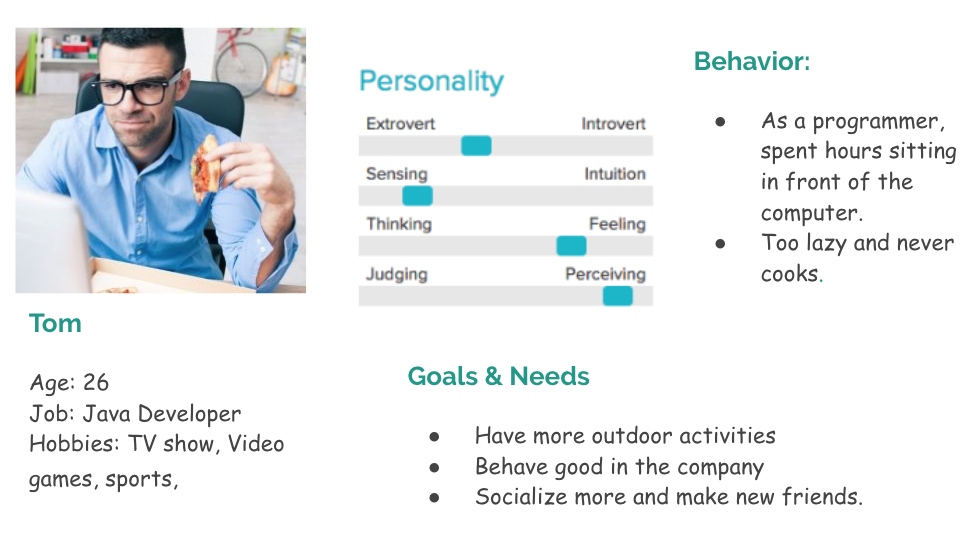 Tom
Age: 26
Job: Java Developer
Hobbies: TV show, Video
games, sports,
Personality
Extrovert Introvert
Sensing Intuition
Thinking Feeling
Judging Perceiving
Behavior:
● As a programmer,
spent hours sitting
in front of the
computer.
● Too lazy and never
cooks.
Goals & Needs
● Have more outdoor activities
● Behave good in the company
● Socialize more and make new friends.